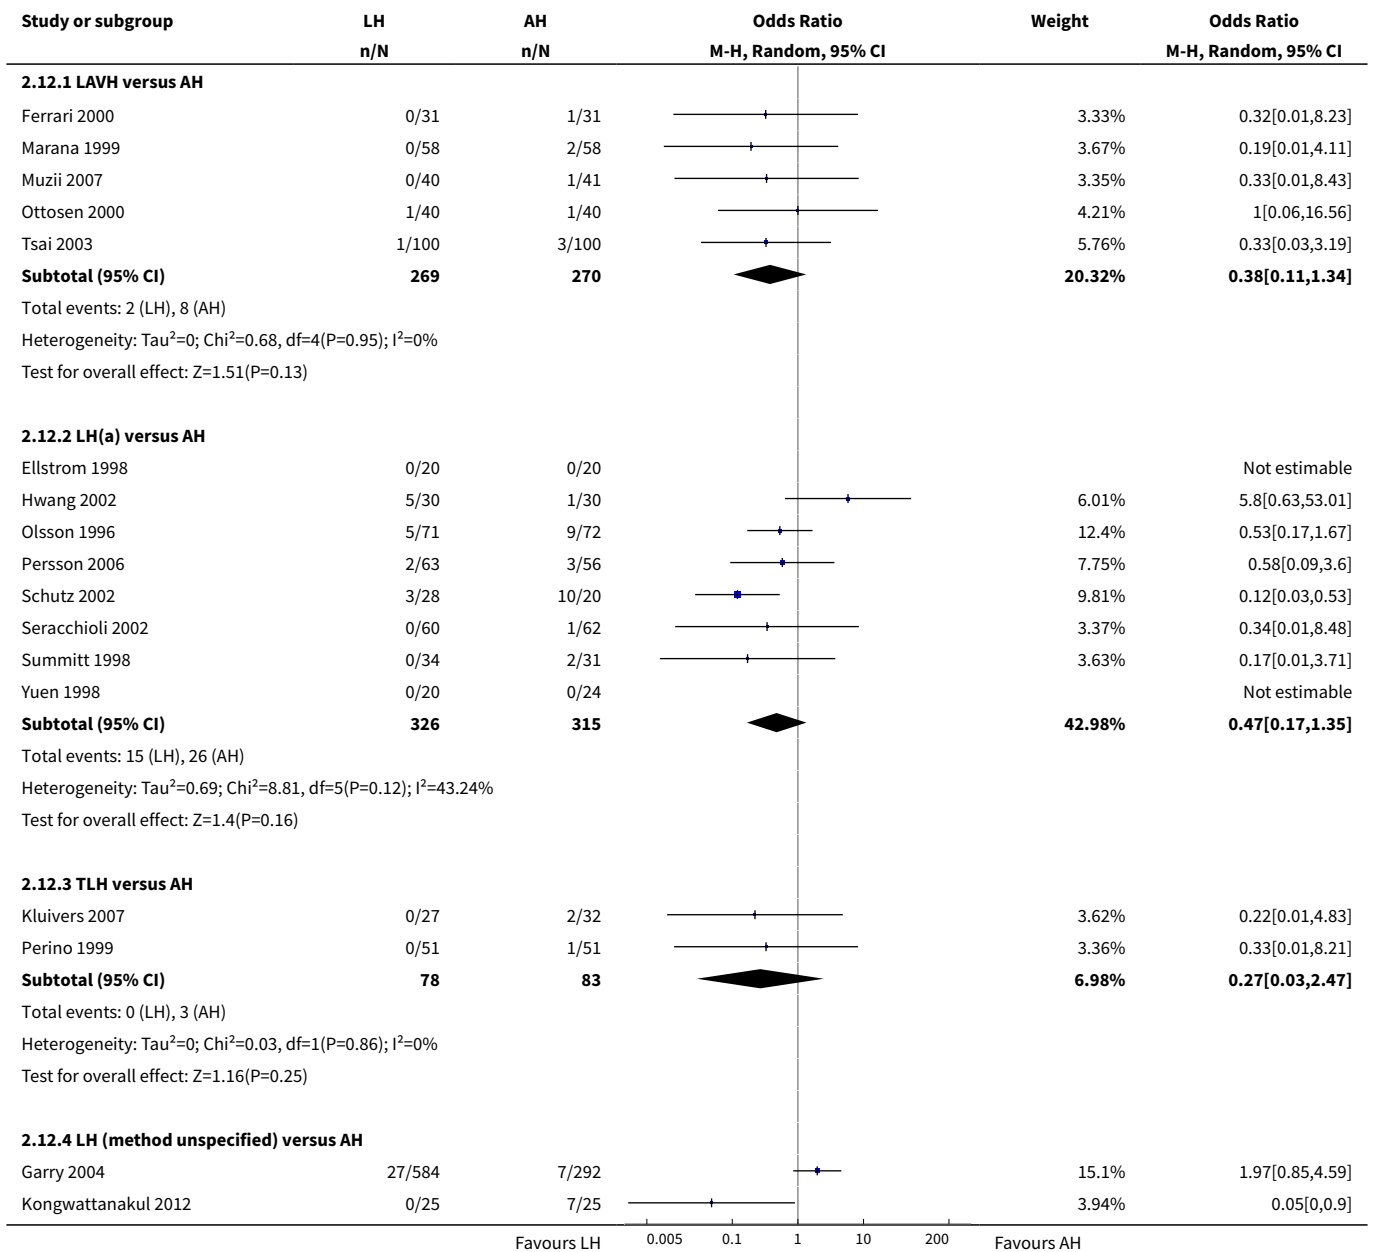 Study or subgroup LH AH Odds Ratio Weight Odds Ratio
n/N n/N M-H, Random, 95% CI M-H, Random, 95% CI
2.12.1 LAVH versus AH
Ferrari 2000 0/31 1/31 3.33% 0.32[0.01,8.23]
Marana 1999 0/58 2/58 3.67% 0.19[0.01,4.11]
Muzii 2007 0/40 1/41 3.35% 0.33[0.01,8.43]
Ottosen 2000 1/40 1/40 4.21% 1[0.06,16.56]
Tsai 2003 1/100 3/100 5.76% 0.33[0.03,3.19]
Subtotal (95% CI) 269 270 20.32% 0.38[0.11,1.34]
Total events: 2 (LH), 8 (AH)
Heterogeneity: Tau²=0; Chi²=0.68, df=4(P=0.95); I²=0%
Test for overall effect: Z=1.51(P=0.13)
2.12.2 LH(a) versus AH
Ellstrom 1998 0/20 0/20 Not estimable
Hwang 2002 5/30 1/30 6.01% 5.8[0.63,53.01]
Olsson 1996 5/71 9/72 12.4% 0.53[0.17,1.67]
Persson 2006 2/63 3/56 7.75% 0.58[0.09,3.6]
Schutz 2002 3/28 10/20 9.81% 0.12[0.03,0.53]
Seracchioli 2002 0/60 1/62 3.37% 0.34[0.01,8.48]
Summitt 1998 0/34 2/31 3.63% 0.17[0.01,3.71]
Yuen 1998 0/20 0/24 Not estimable
Subtotal (95% CI) 326 315 42.98% 0.47[0.17,1.35]
Total events: 15 (LH), 26 (AH)
Heterogeneity: Tau²=0.69; Chi²=8.81, df=5(P=0.12); I²=43.24%
Test for overall effect: Z=1.4(P=0.16)
2.12.3 TLH versus AH
Kluivers 2007 0/27 2/32 3.62% 0.22[0.01,4.83]
Perino 1999 0/51 1/51 3.36% 0.33[0.01,8.21]
Subtotal (95% CI) 78 83 6.98% 0.27[0.03,2.47]
Total events: 0 (LH), 3 (AH)
Heterogeneity: Tau²=0; Chi²=0.03, df=1(P=0.86); I²=0%
Test for overall effect: Z=1.16(P=0.25)
2.12.4 LH (method unspecified) versus AH
Garry 2004 27/584 7/292 15.1% 1.97[0.85,4.59]
Kongwattanakul 2012 0/25 7/25 3.94% 0.05[0,0.9]
Favours LH 0.005 0.1 1 10 200 Favours AH